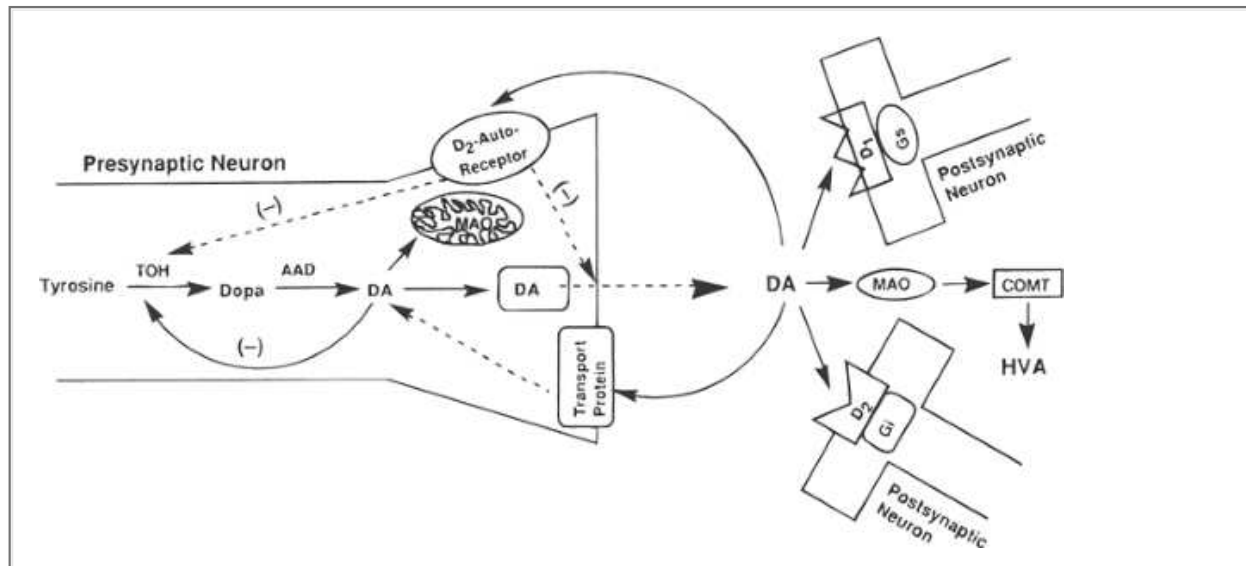 Presynaptic Neuron
D2-Auto-
Receptor
(–)
(–)
MAO
Tyrosine
TOH
Dopa
AAD
DA
DA
(–)
Transport
Protein
DA
D1
Gs
Postsynaptic
Neuron
MAO
COMT
HVA
D2
Gi
Postsynaptic
Neuron